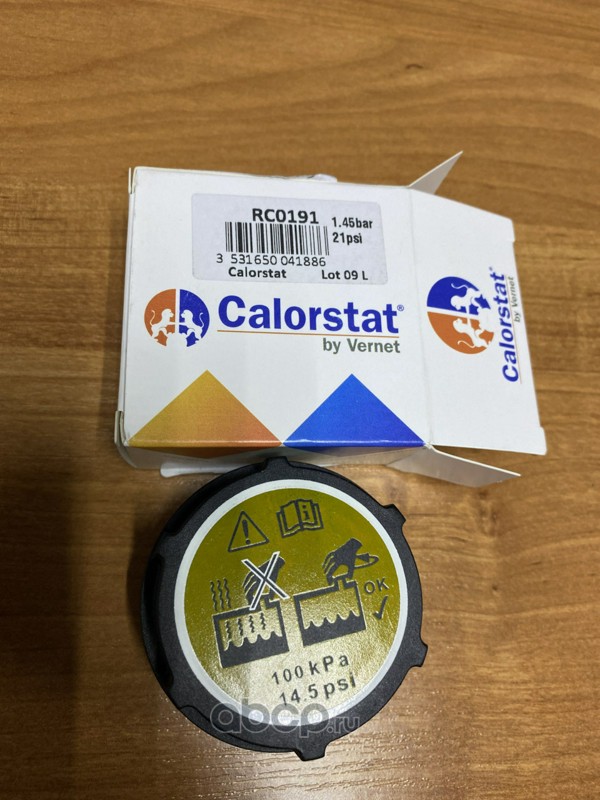 RC0191
1.45bar
21psi
3 531650 041886
Calorstat
Lot 09 L
Calorstat®
by Vernet
Calorstat®
by Vernet
OK
100 kPa
14.5 psi
abcp.ru